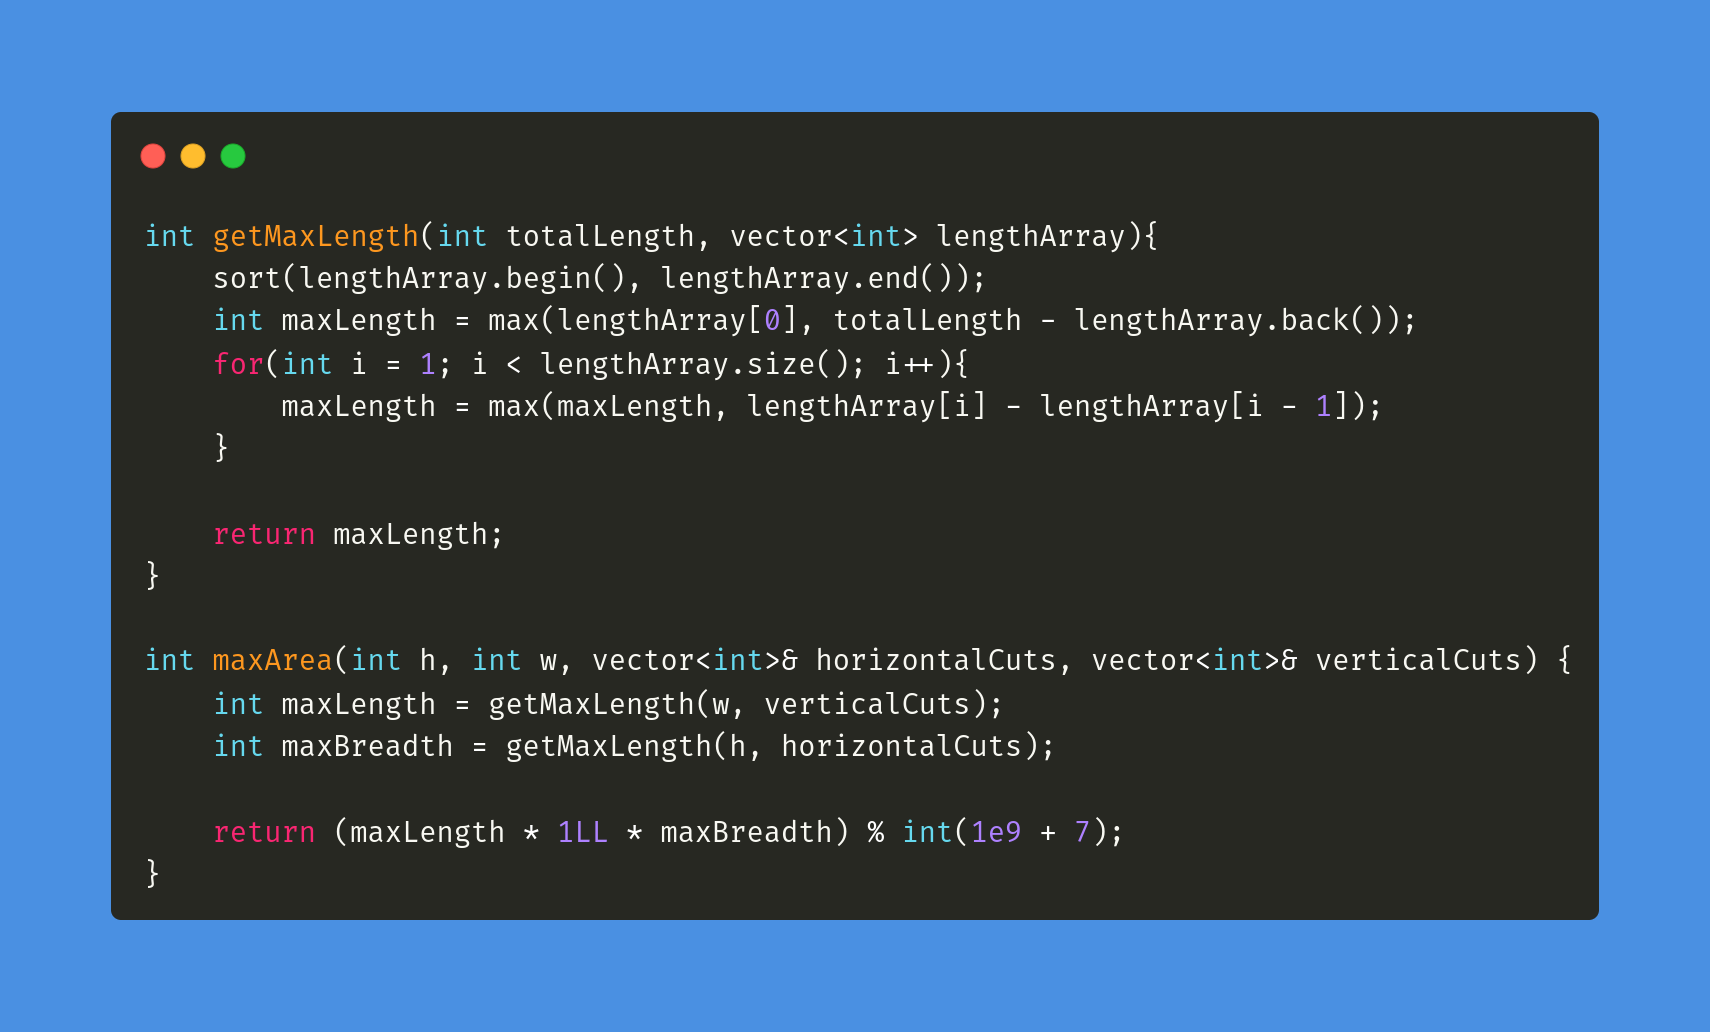 int getMaxLength(int totalLength, vector<int> lengthArray){
    sort(lengthArray.begin(), lengthArray.end());
    int maxLength = max(lengthArray[0], totalLength - lengthArray.back());
    for(int i = 1; i < lengthArray.size(); i++){
        maxLength = max(maxLength, lengthArray[i] - lengthArray[i - 1]);
    }

    return maxLength;
}

int maxArea(int h, int w, vector<int>& horizontalCuts, vector<int>& verticalCuts) {
    int maxLength = getMaxLength(w, verticalCuts);
    int maxBreadth = getMaxLength(h, horizontalCuts);

    return (maxLength * 1LL * maxBreadth) % int(1e9 + 7);
}